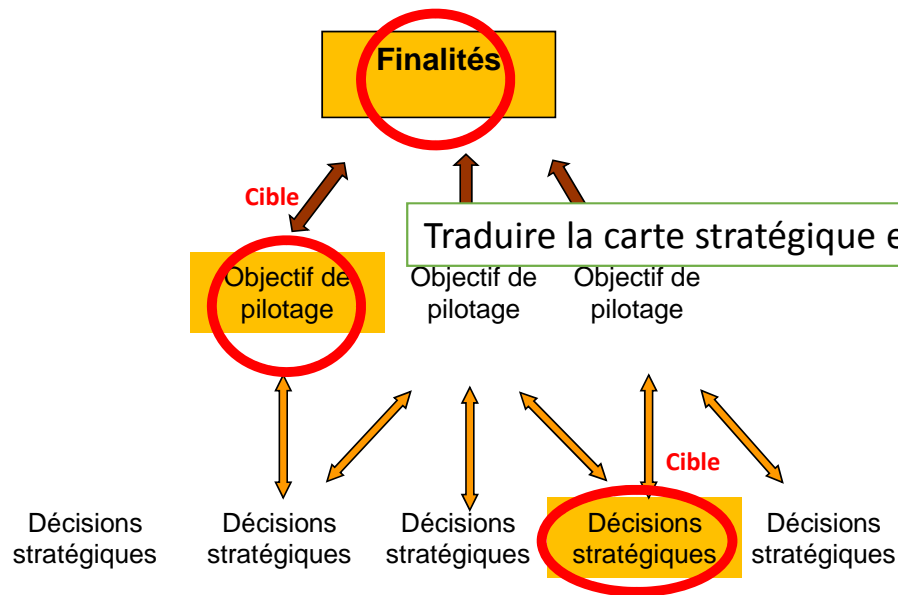 Finalités
Cible
Traduire la carte stratégique e
Objectif de
pilotage
Objectif de
pilotage
Objectif de
pilotage
Cible
Décisions
stratégiques
Décisions
stratégiques
Décisions
stratégiques
Décisions
stratégiques
Décisions
stratégiques